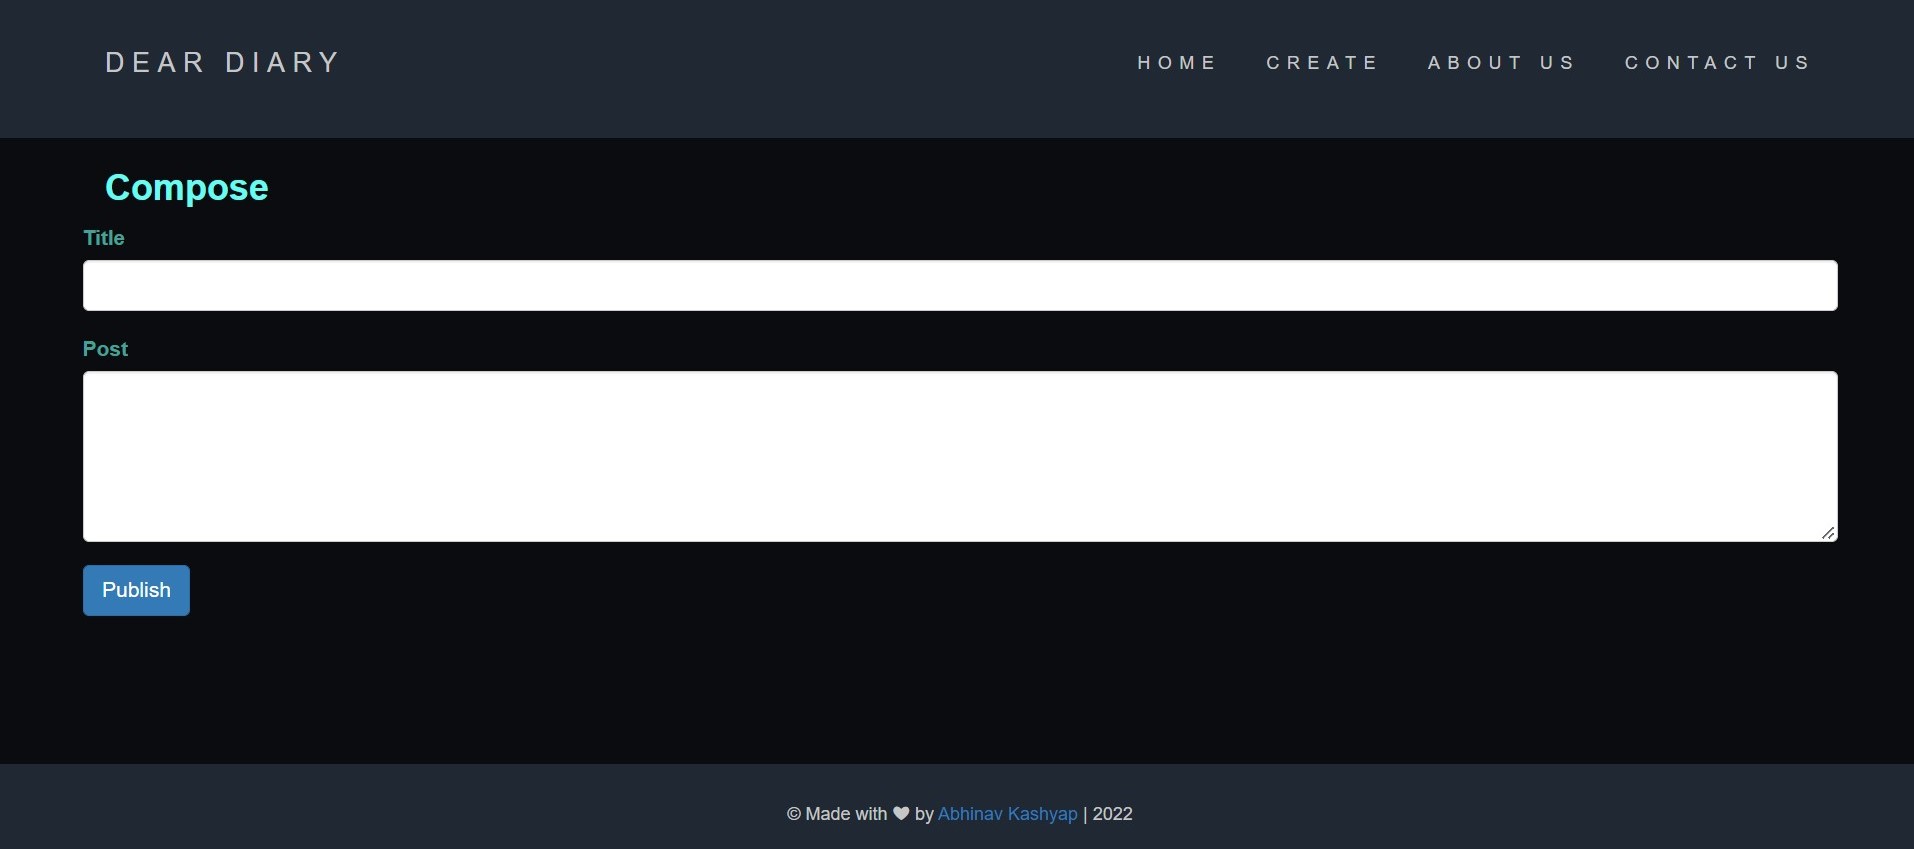 DEAR DIARY
HOME CREATE ABOUT US CONTACT US
Compose
Title
Post
Publish
© Made with ♥ by Abhinav Kashyap | 2022